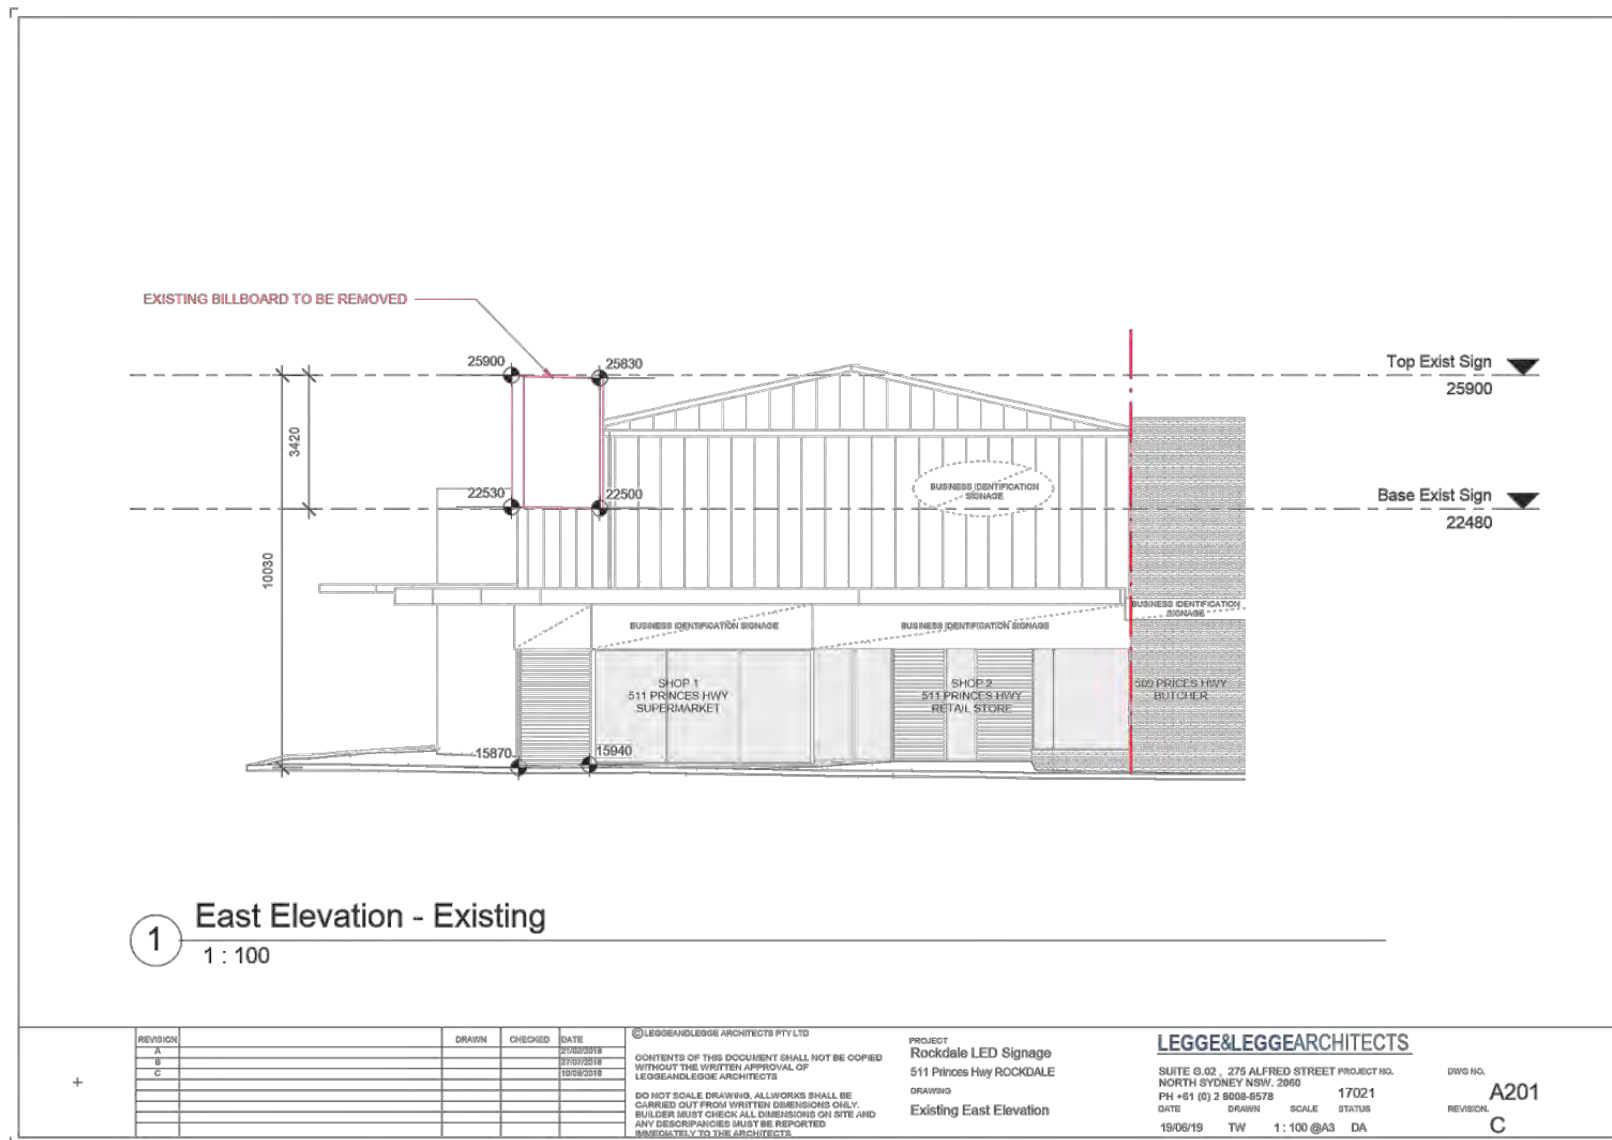 EXISTING BILLBOARD TO BE REMOVED
25900
25830
Top Exist Sign
25900
3420
22530
22500
BUSINESS IDENTIFICATION
SIGNAGE
Base Exist Sign
22480
10030
BUSINESS IDENTIFICATION SIGNAGE
BUSINESS IDENTIFICATION SIGNAGE
BUSINESS IDENTIFICATION
SIGNAGE
SHOP 1
511 PRINCES HWY
SUPERMARKET
SHOP 2
511 PRINCES HWY
RETAIL STORE
509 PRICES HWY
BUTCHER
15870
15940
1
East Elevation - Existing
1 : 100
REVISION
DRAWN
CHECKED
DATE
A
21/02/2018
B
27/07/2018
C
©LEGGEANDLEGGE ARCHITECTS PTY LTD
CONTENTS OF THIS DOCUMENT SHALL NOT BE COPIED
WITHOUT THE WRITTEN APPROVAL OF
LEGGEANDLEGGE ARCHITECTS
DO NOT SCALE DRAWING, ALLWORKS SHALL BE
CARRIED OUT FROM WRITTEN DIMENSIONS ONLY.
BUILDER MUST CHECK ALL DIMENSIONS ON SITE AND
ANY DESCRIPANCIES MUST BE REPORTED
IMMEDIATELY TO THE ARCHITECTS
PROJECT
Rockdale LED Signage
511 Princes Hwy ROCKDALE
DRAWING
Existing East Elevation
LEGGE&LEGGEARCHITECTS
SUITE G.02 , 275 ALFRED STREET
NORTH SYDNEY NSW. 2060
PH +61 (0) 2 8008-5578
PROJECT NO.
17021
DATE
DRAWN
SCALE
STATUS
19/06/19
TW
1 : 100 @A3
DA
DWG NO.
A201
REVISION.
C